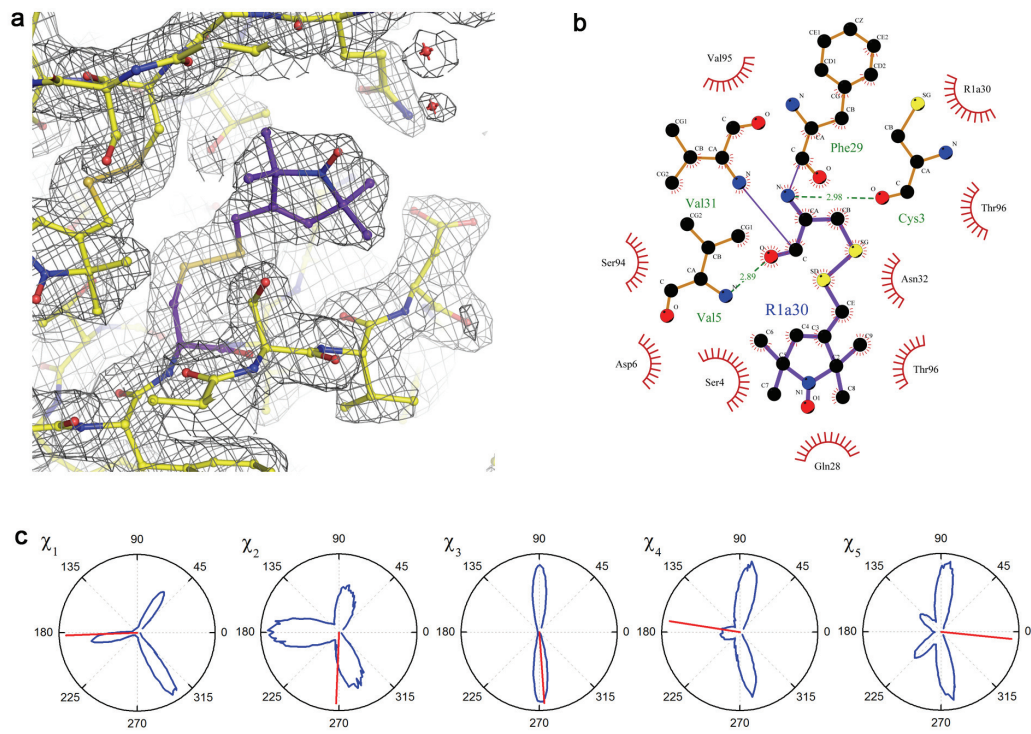 a
b
CZ
CE1
CE2
CD1
CD2
CG
N
CB
CA
C
O
Phe29
Val95
CG1
C
O
CB
CA
CG2
N
Val31
SG
CB
N
CA
C
O
Cys3
R1a30
Thr96
N
2.98
CA
CB
C
O
SG
SD
CE
CG2
CG1
CB
CA
C
2.89
N
O
Val5
Ser94
Asn32
R1a30
C4
C3
C6
C9
C7
N1
C8
O1
Asp6
Ser4
Thr96
Gln28
c
χ1
90
135
45
180
0
225
315
270
χ2
90
135
45
180
0
225
315
270
χ3
90
135
45
180
0
225
315
270
χ4
90
135
45
180
0
225
315
270
χ5
90
135
45
180
0
225
315
270